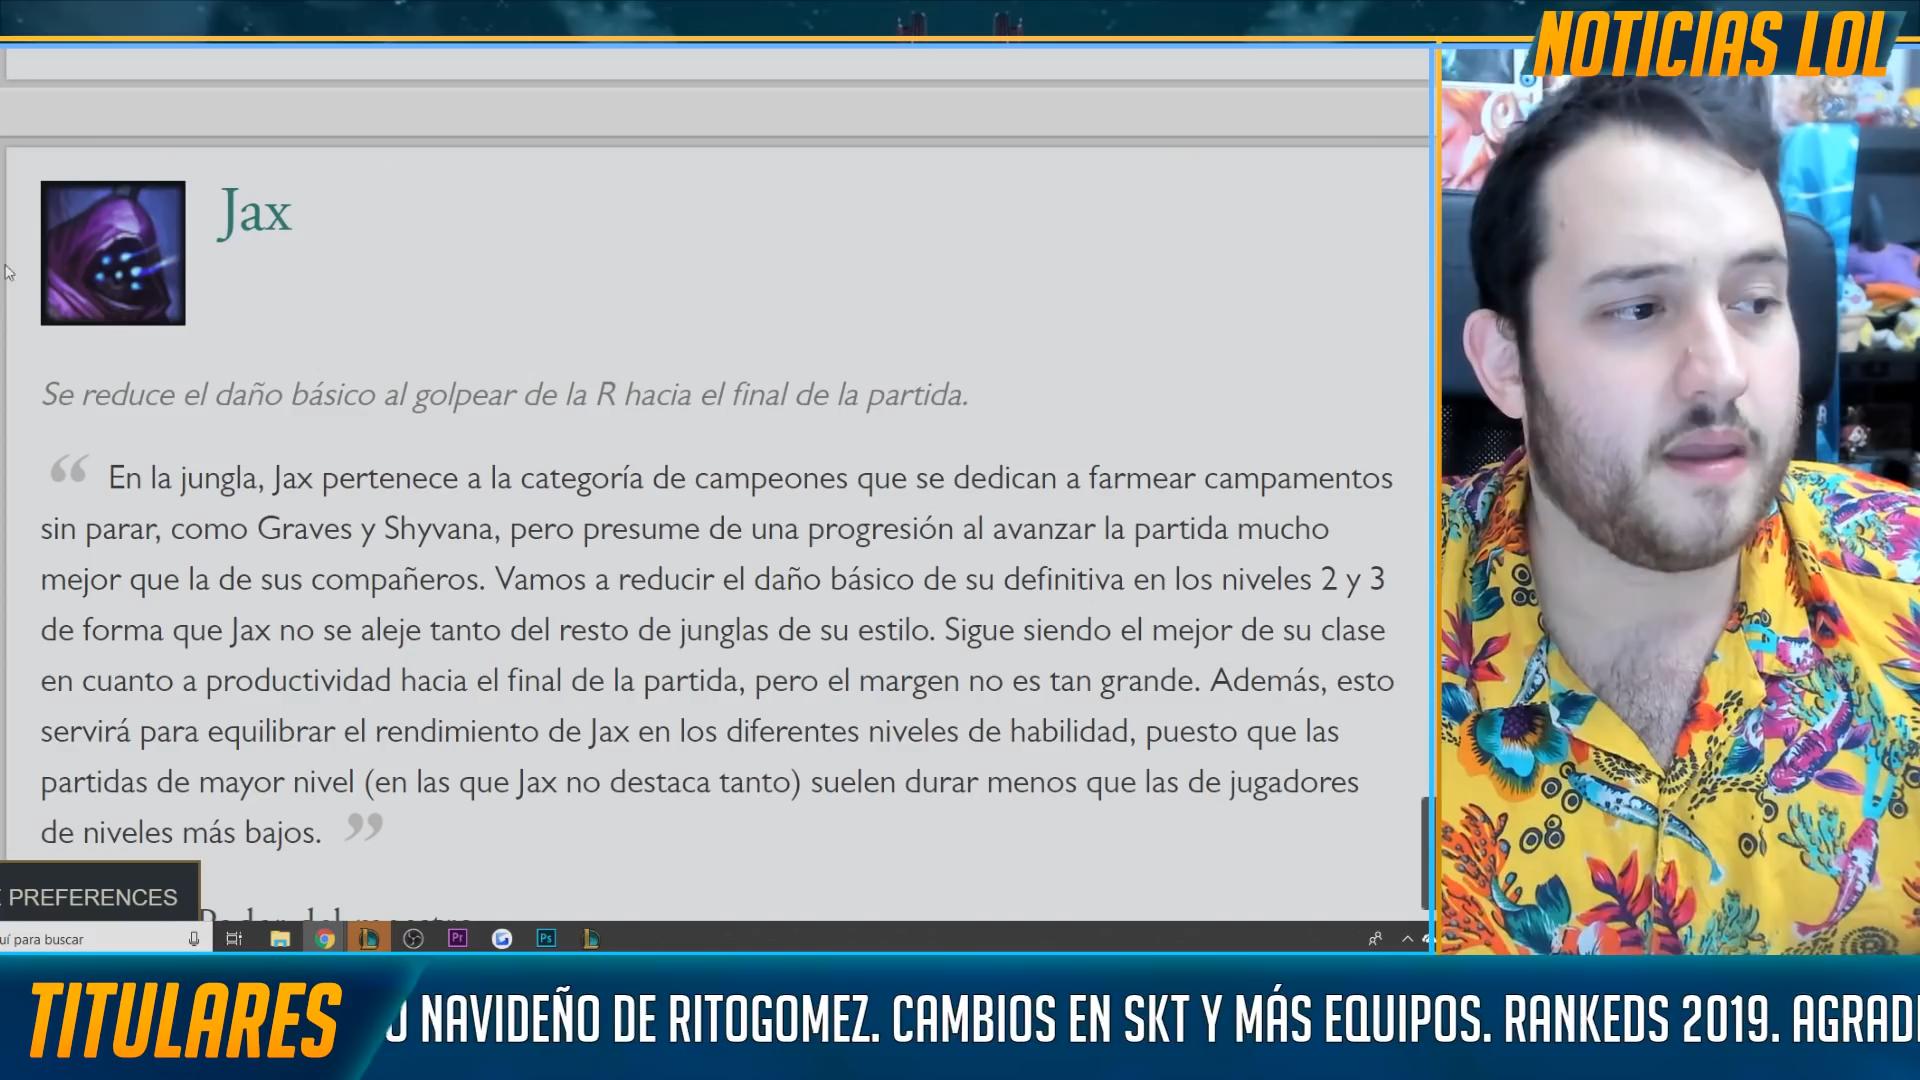 NOTICIAS LOL
Jax
Se reduce el daño básico al golpear de la R hacia el final de la partida.
“ En la jungla, Jax pertenece a la categoría de campeones que se dedican a farmear campamentos
sin parar, como Graves y Shyvana, pero presume de una progresión al avanzar la partida mucho
mejor que la de sus compañeros. Vamos a reducir el daño básico de su definitiva en los niveles 2 y 3
de forma que Jax no se aleje tanto del resto de junglas de su estilo. Sigue siendo el mejor de su clase
en cuanto a productividad hacia el final de la partida, pero el margen no es tan grande. Además, esto
servirá para equilibrar el rendimiento de Jax en los diferentes niveles de habilidad, puesto que las
partidas de mayor nivel (en las que Jax no destaca tanto) suelen durar menos que las de jugadores
de niveles más bajos. ”
PREFERENCES
uí para buscar
Pr
Ps
TITULARES
O NAVIDEÑO DE RITOGOMEZ. CAMBIOS EN SKT Y MÁS EQUIPOS. RANKEDS 2019. AGRAD